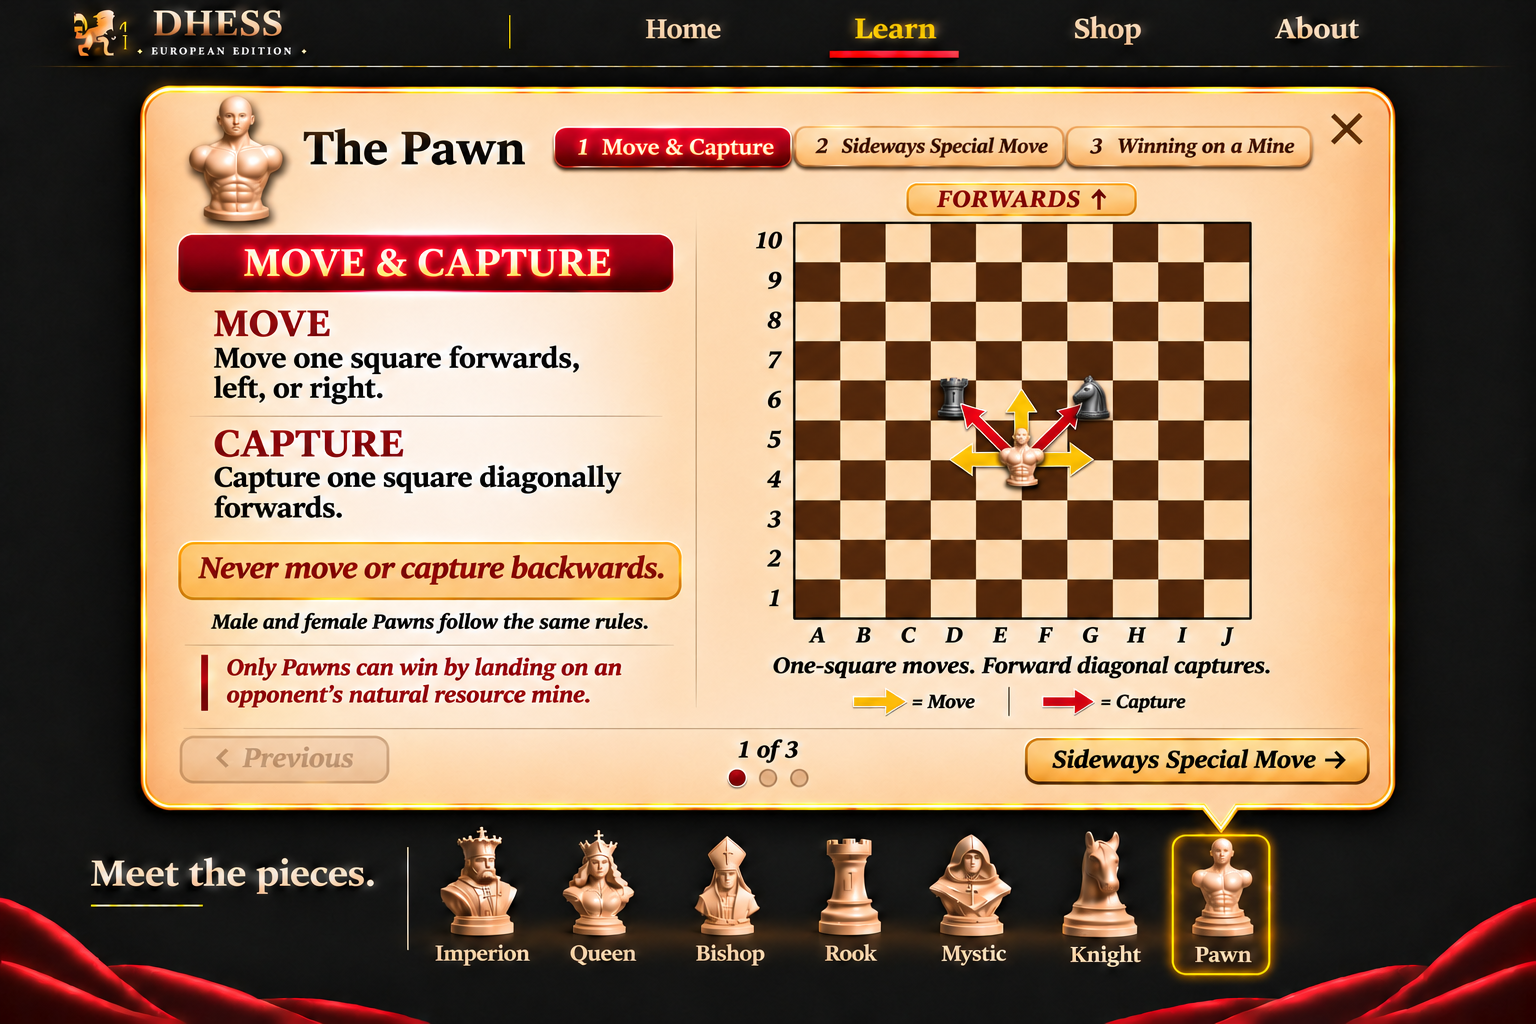 DHESS
EUROPEAN EDITION
Home
Learn
Shop
About
The Pawn
1 Move & Capture
2 Sideways Special Move
3 Winning on a Mine
MOVE & CAPTURE
MOVE
Move one square forwards,
left, or right.
CAPTURE
Capture one square diagonally
forwards.
Never move or capture backwards.
Male and female Pawns follow the same rules.
Only Pawns can win by landing on an
opponent’s natural resource mine.
FORWARDS ↑
10
9
8
7
6
5
4
3
2
1
A B C D E F G H I J
One-square moves. Forward diagonal captures.
= Move
= Capture
‹ Previous
1 of 3
Sideways Special Move →
Meet the pieces.
Imperion
Queen
Bishop
Rook
Mystic
Knight
Pawn